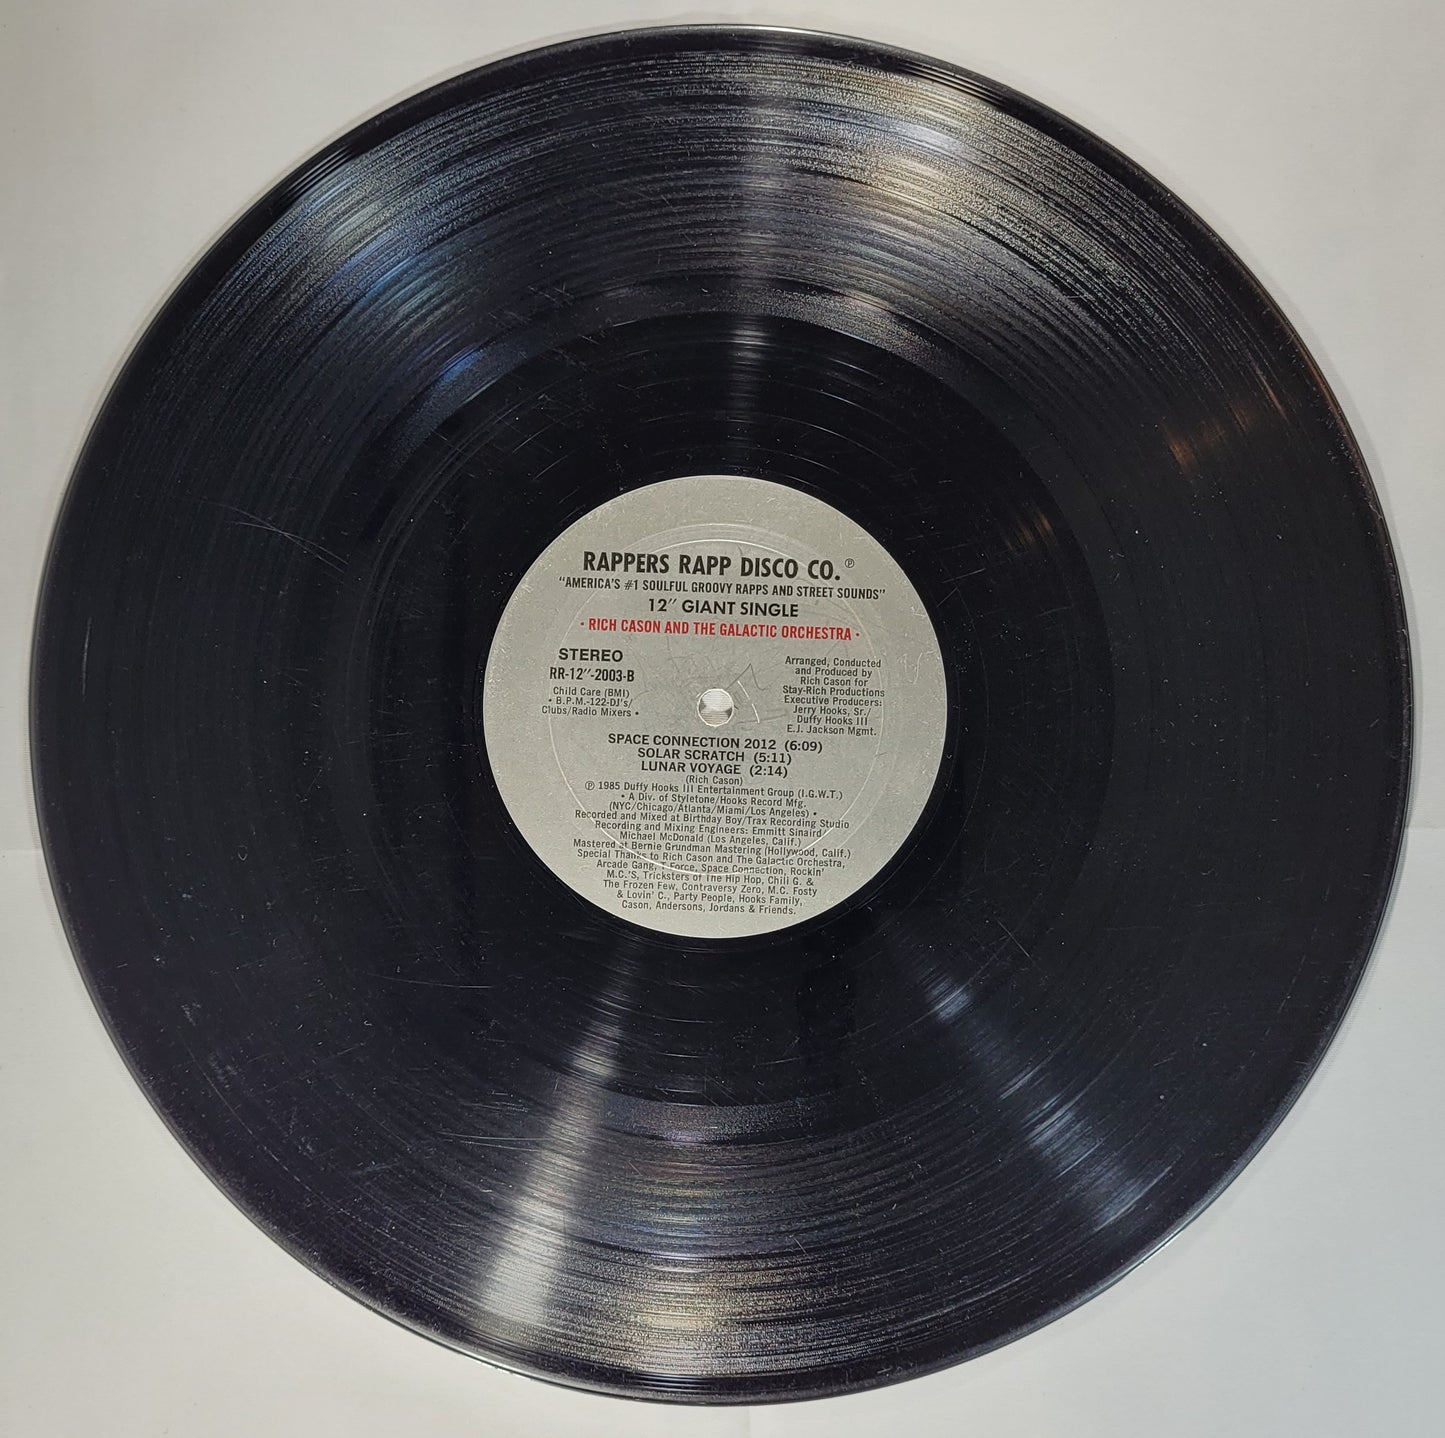 RAPPERS RAPP DISCO CO. ℗
"AMERICA'S #1 SOULFUL GROOVY RAPPS AND STREET SOUNDS"
12″ GIANT SINGLE
· RICH CASON AND THE GALACTIC ORCHESTRA ·
STEREO
RR-12″-2003-B
Child Care (BMI)
• B.P.M.-122-DJ's/
Clubs/Radio Mixers •
Arranged, Conducted
and Produced by
Rich Cason for
Stay-Rich Productions
Executive Producers:
Jerry Hooks, Sr./
Duffy Hooks III
E.J. Jackson Mgmt.
SPACE CONNECTION 2012 (6:09)
SOLAR SCRATCH (5:11)
LUNAR VOYAGE (2:14)
(Rich Cason)
℗ 1985 Duffy Hooks III Entertainment Group (I.G.W.T.)
• A Div. of Styletone/Hooks Record Mfg.
(NYC/Chicago/Atlanta/Miami/Los Angeles) •
Recorded and Mixed at Birthday Boy/Trax Recording Studio
Recording and Mixing Engineers: Emmitt Sinaird
Michael McDonald (Los Angeles, Calif.)
Mastered at Bernie Grundman Mastering (Hollywood, Calif.)
Special Thanks to Rich Cason and The Galactic Orchestra,
Arcade Gang, T Force, Space Connection, Rockin'
M.C.'S, Tricksters of The Hip Hop, Chili G. &
The Frozen Few, Contraversy Zero, M.C. Fosty
& Lovin' C., Party People, Hooks Family,
Cason, Andersons, Jordans & Friends.